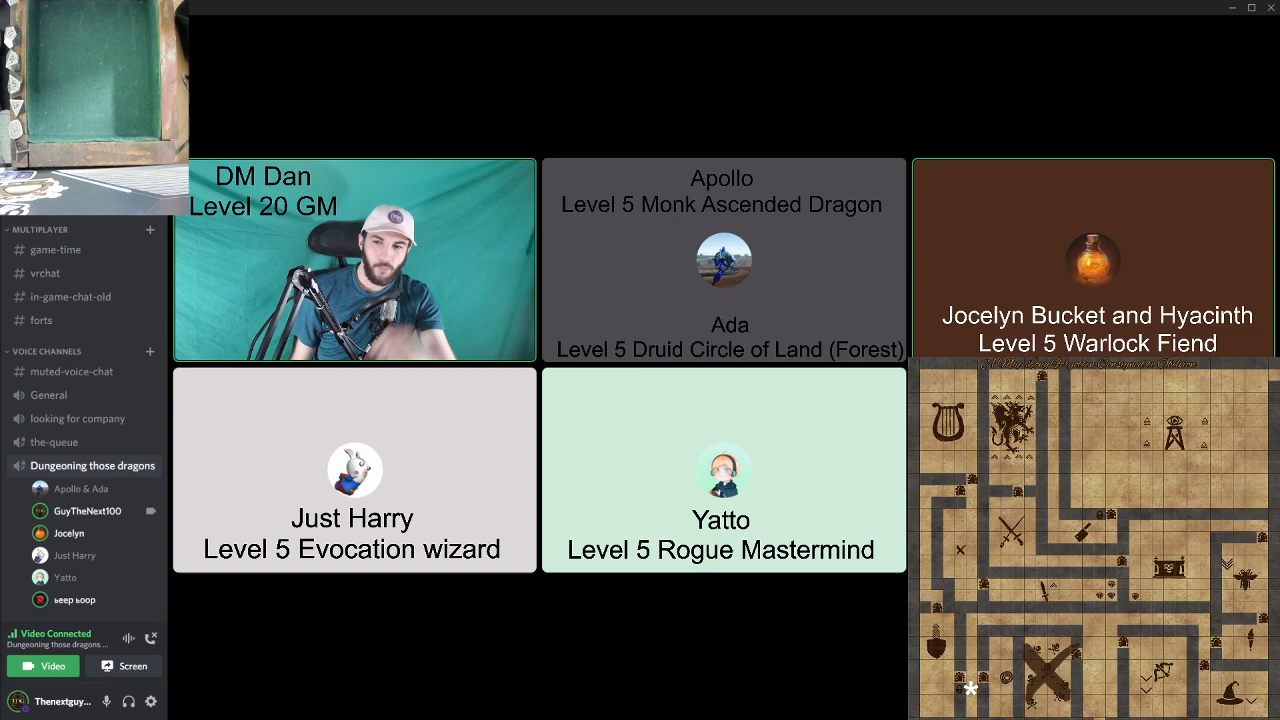 DM Dan
Level 20 GM
Apollo
Level 5 Monk Ascended Dragon
Ada
Level 5 Druid Circle of Land (Forest)
Jocelyn Bucket and Hyacinth
Level 5 Warlock Fiend
Just Harry
Level 5 Evocation wizard
Yatto
Level 5 Rogue Mastermind
MULTIPLAYER
game-time
vrchat
in-game-chat-old
forts
VOICE CHANNELS
muted-voice-chat
General
looking for company
the-queue
Dungeoning those dragons
Apollo & Ada
GuyTheNext100
Jocelyn
Just Harry
Yatto
ьeep ьoop
Video Connected
Dungeoning those dragons ...
Video
Screen
Thenextguy...